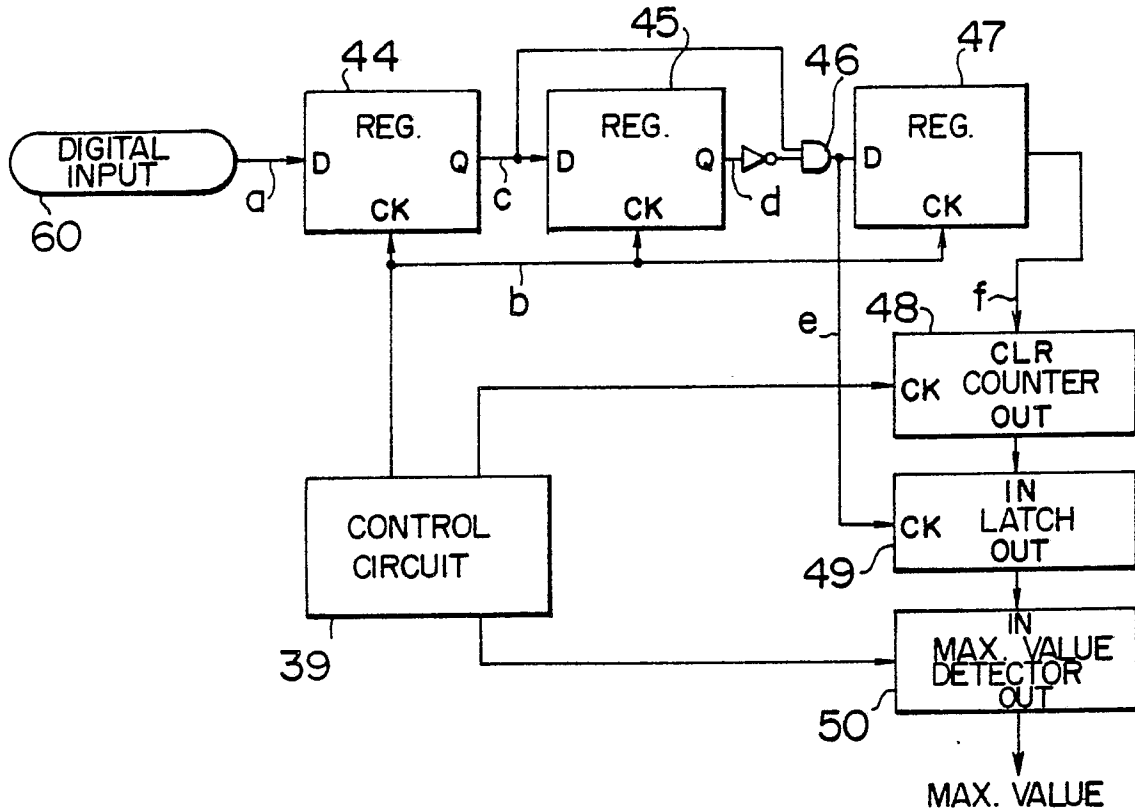 44
45
46
47
REG.
REG.
REG.
DIGITAL
INPUT
D
Q
D
Q
D
a
c
d
CK
CK
CK
60
b
f
e
48
CLR
CK
COUNTER
OUT
IN
CONTROL
CIRCUIT
CK
LATCH
OUT
49
39
IN
MAX. VALUE
DETECTOR
OUT
50
MAX. VALUE